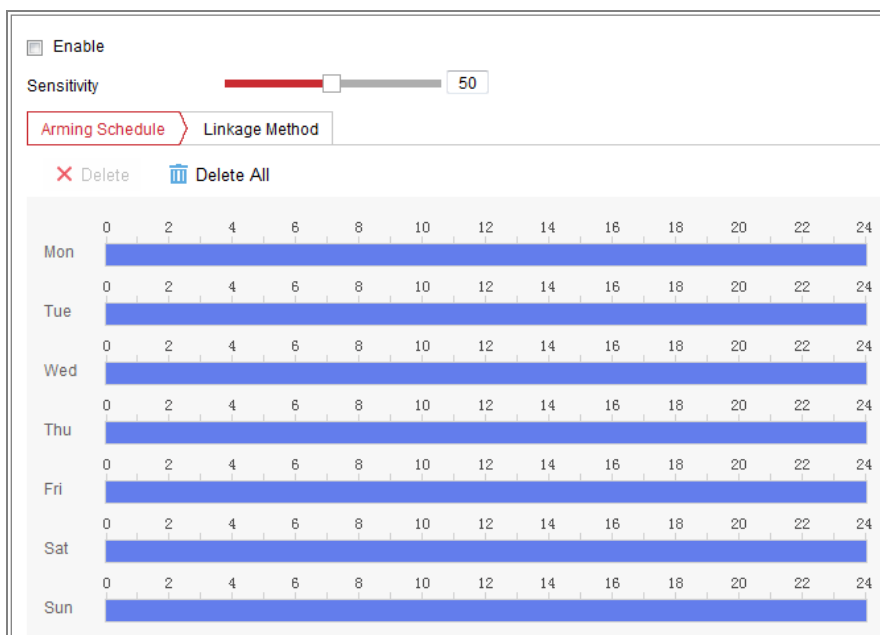 Enable
Sensitivity 50
Arming Schedule Linkage Method
Delete Delete All
0 2 4 6 8 10 12 14 16 18 20 22 24
Mon
0 2 4 6 8 10 12 14 16 18 20 22 24
Tue
0 2 4 6 8 10 12 14 16 18 20 22 24
Wed
0 2 4 6 8 10 12 14 16 18 20 22 24
Thu
0 2 4 6 8 10 12 14 16 18 20 22 24
Fri
0 2 4 6 8 10 12 14 16 18 20 22 24
Sat
0 2 4 6 8 10 12 14 16 18 20 22 24
Sun